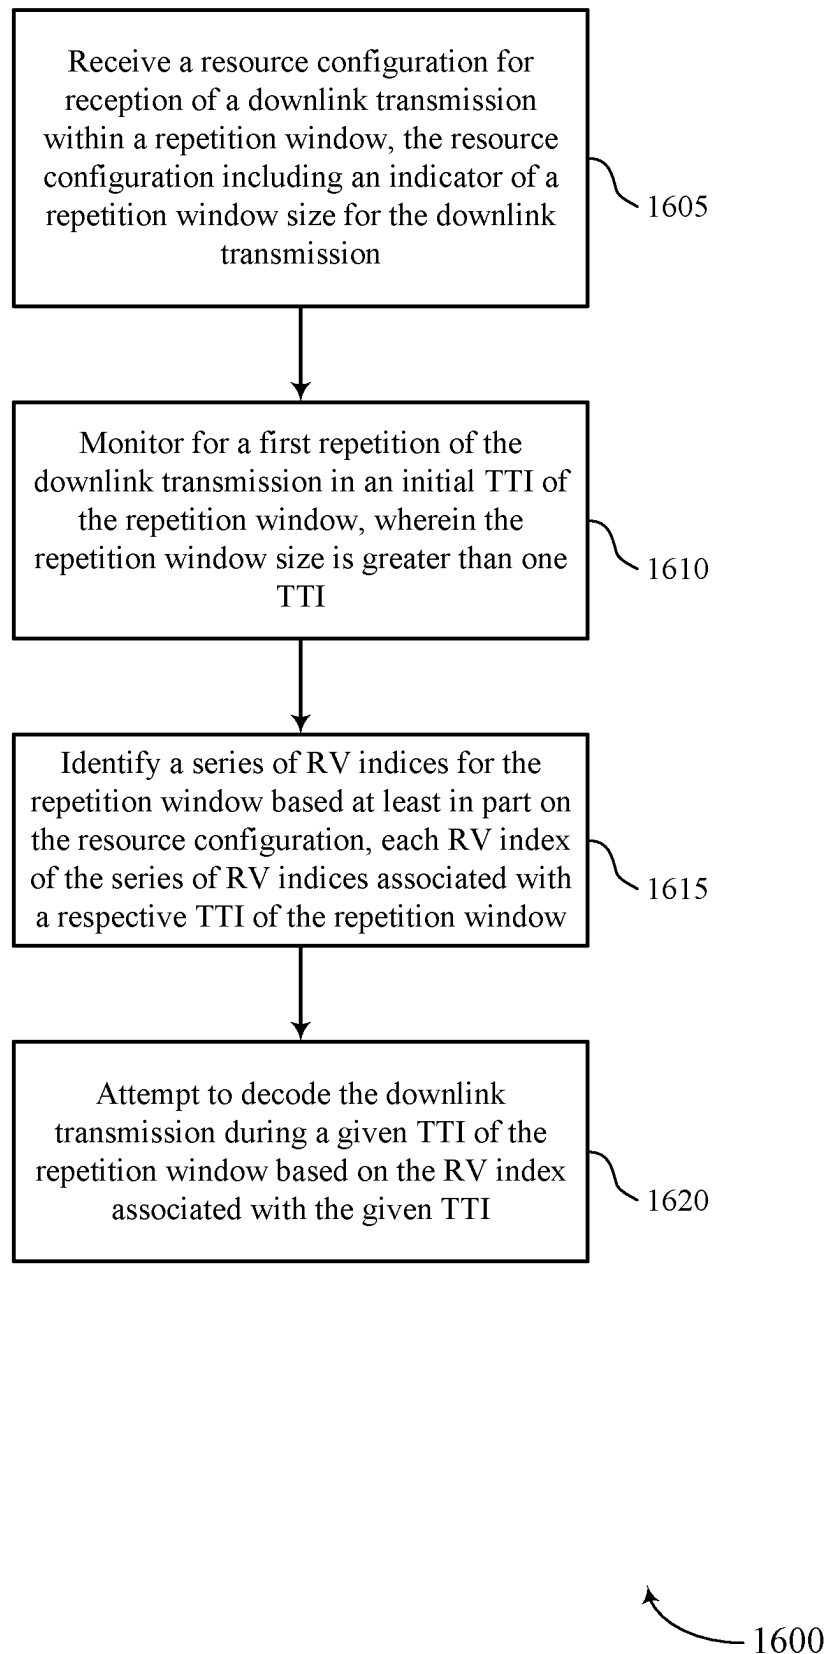 Receive a resource configuration for
reception of a downlink transmission
within a repetition window, the resource
configuration including an indicator of a
repetition window size for the downlink
transmission
1605
Monitor for a first repetition of the
downlink transmission in an initial TTI of
the repetition window, wherein the
repetition window size is greater than one
TTI
1610
Identify a series of RV indices for the
repetition window based at least in part on
the resource configuration, each RV index
of the series of RV indices associated with
a respective TTI of the repetition window
1615
Attempt to decode the downlink
transmission during a given TTI of the
repetition window based on the RV index
associated with the given TTI
1620
1600